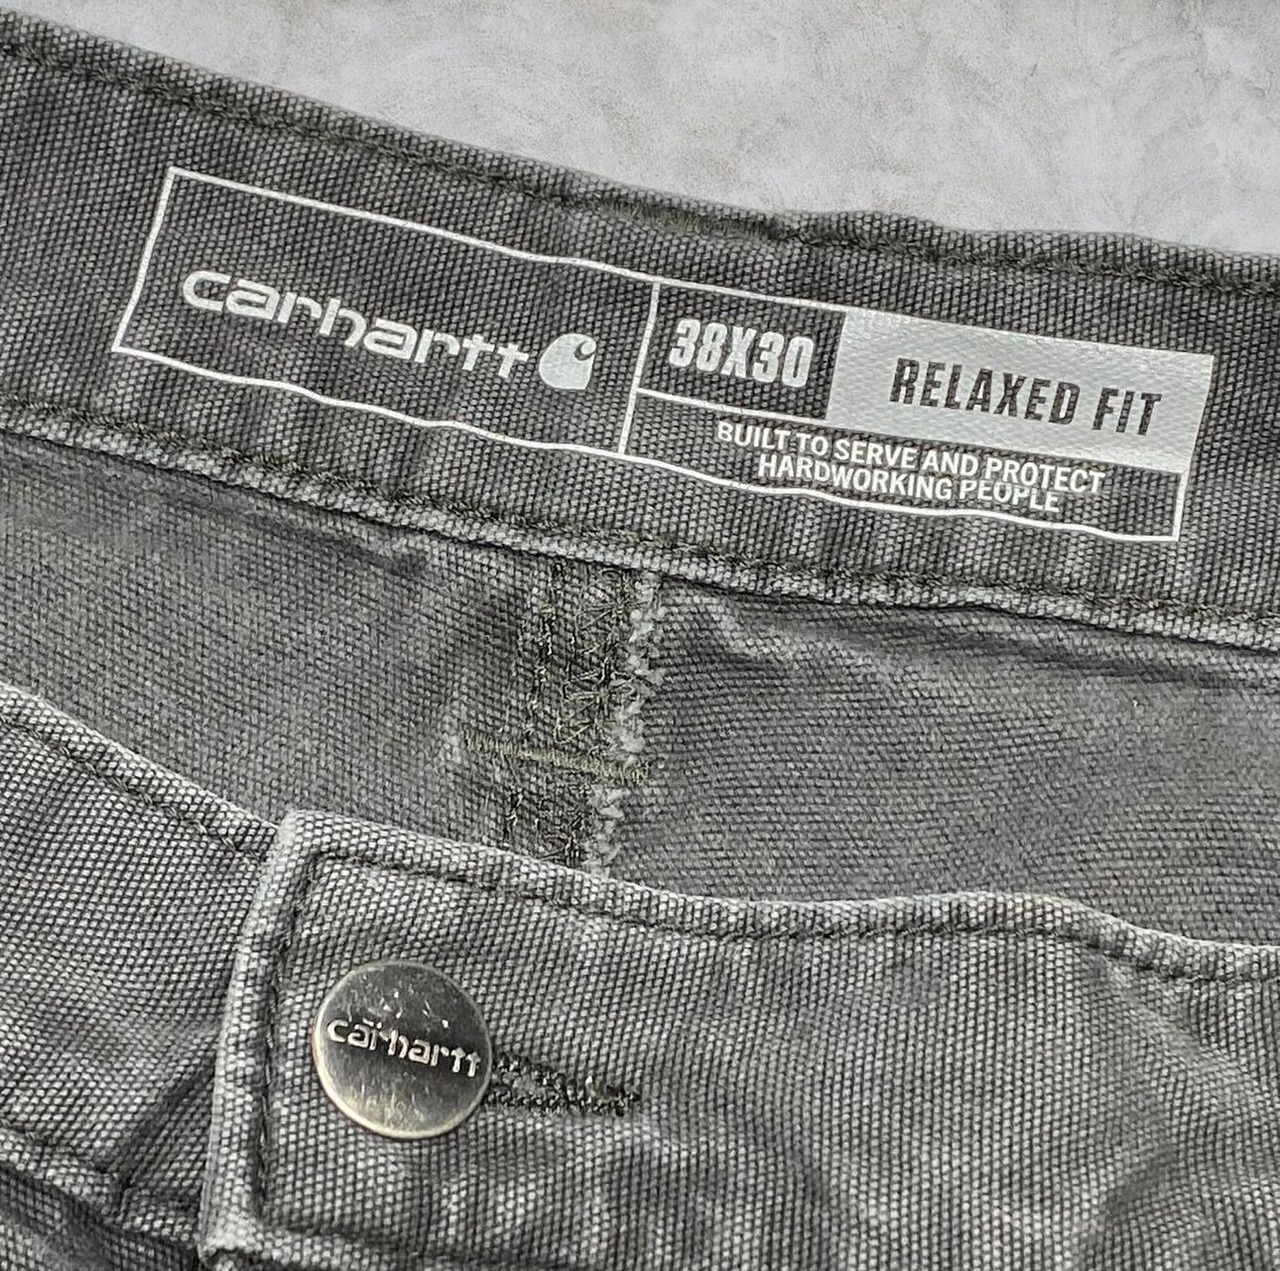 carhartt
38X30
RELAXED FIT
BUILT TO SERVE AND PROTECT
HARDWORKING PEOPLE
carhartt